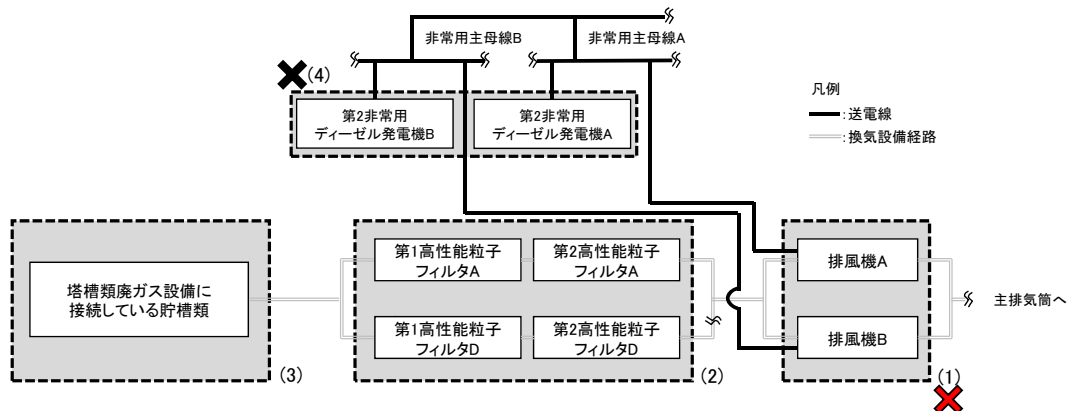 非常用主母線B
非常用主母線A
(4)
第2非常用
ディーゼル発電機B
第2非常用
ディーゼル発電機A
凡例
:送電線
:換気設備経路
塔槽類廃ガス設備に
接続している貯槽類
(3)
第1高性能粒子
フィルタA
第2高性能粒子
フィルタA
第1高性能粒子
フィルタD
第2高性能粒子
フィルタD
(2)
排風機A
排風機B
(1)
主排気筒へ